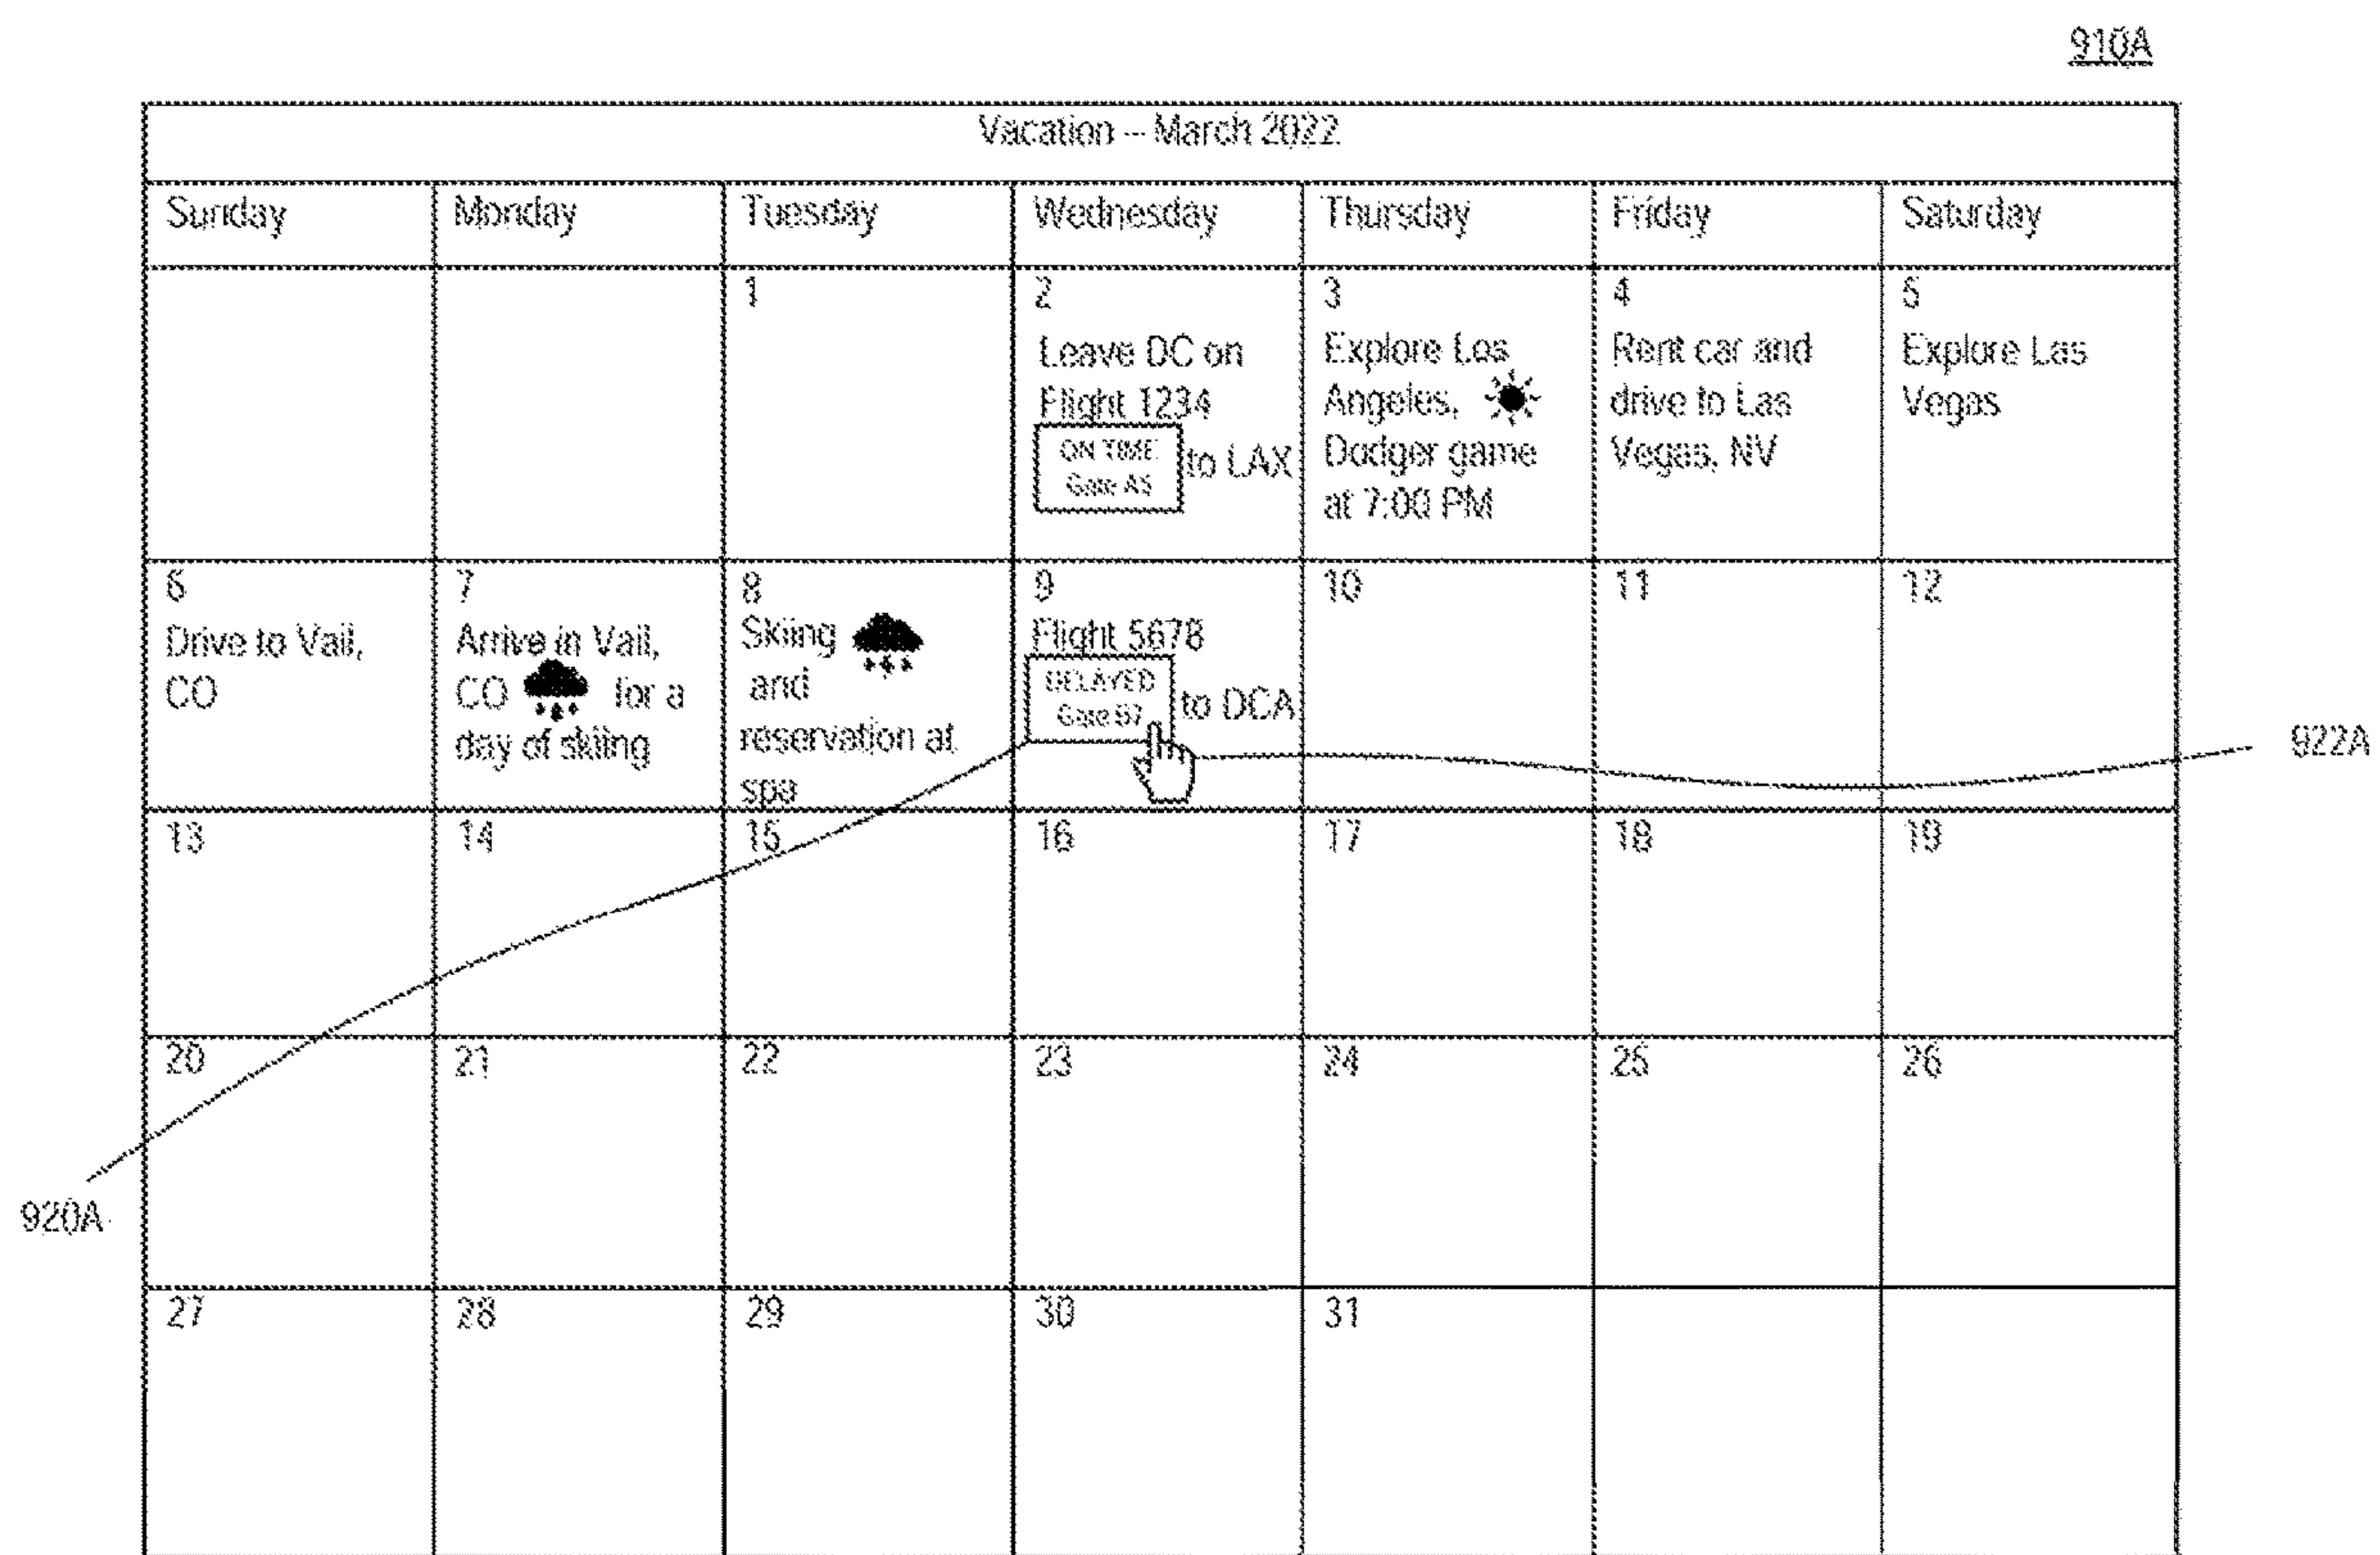 910A
Vacation -- March 2022
Sunday Monday Tuesday Wednesday Thursday Friday Saturday
1
2
Leave DC on
Flight 1234
ON TIME
Gate A5
to LAX
3
Explore Los
Angeles,
Dodger game
at 7:00 PM
4
Rent car and
drive to Las
Vegas, NV
5
Explore Las
Vegas
6
Drive to Vail,
CO
7
Arrive in Vail,
CO for a
day of skiing
8
Skiing
and
reservation at
spa
9
Flight 5678
DELAYED
Gate B7
to DCA
10
11
12
922A
13
14
15
16
17
18
19
20
21
22
23
24
25
26
920A
27
28
29
30
31